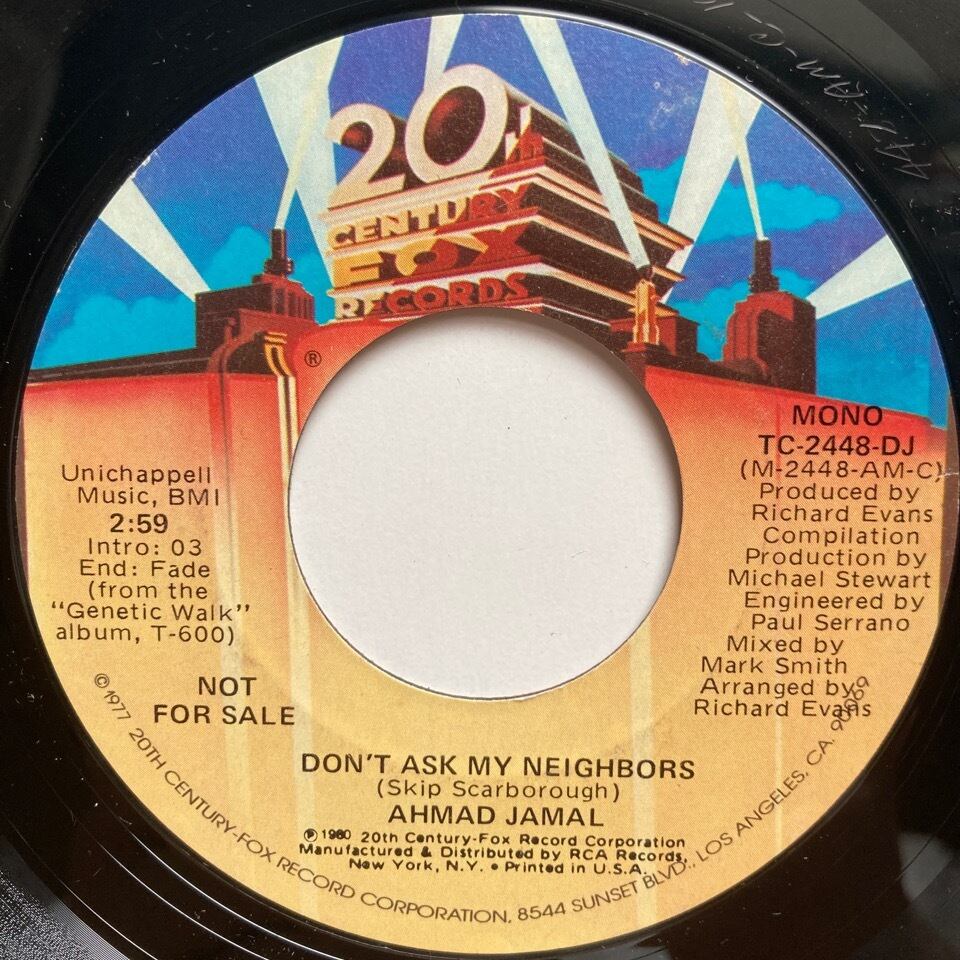 20th
CENTURY
FOX
RECORDS
®
Unichappell
Music, BMI
2:59
Intro: 03
End: Fade
(from the
"Genetic Walk"
album, T-600)
NOT
FOR SALE
MONO
TC-2448-DJ
(M-2448-AM-C)
Produced by
Richard Evans
Compilation
Production by
Michael Stewart
Engineered by
Paul Serrano
Mixed by
Mark Smith
Arranged by
Richard Evans
DON'T ASK MY NEIGHBORS
(Skip Scarborough)
AHMAD JAMAL
℗ 1980 20th Century-Fox Record Corporation
Manufactured & Distributed by RCA Records,
New York, N.Y. • Printed in U.S.A.
© 1977 20TH CENTURY-FOX RECORD CORPORATION, 8544 SUNSET BLVD., LOS ANGELES, CA. 90069